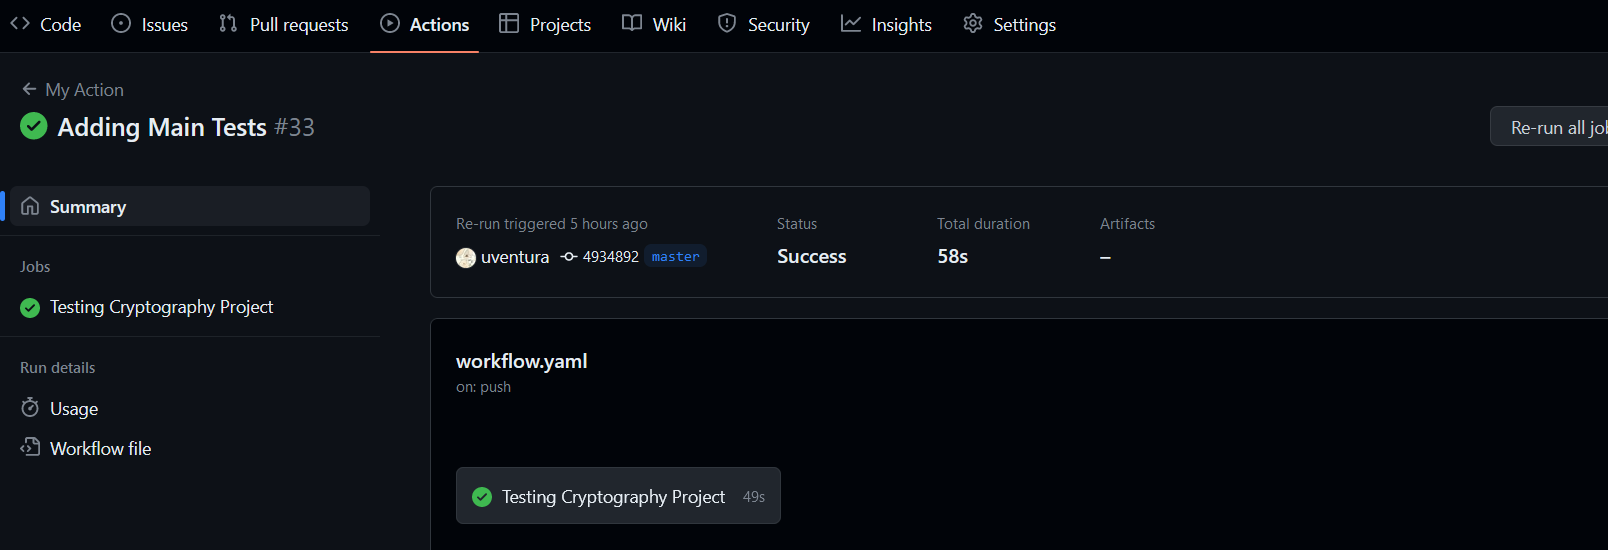 Code Issues Pull requests Actions Projects Wiki Security Insights Settings
My Action
Adding Main Tests #33
Re-run all job
Summary
Jobs
Testing Cryptography Project
Run details
Usage
Workflow file
Re-run triggered 5 hours ago
uventura 4934892 master
Status
Success
Total duration
58s
Artifacts
–
workflow.yaml
on: push
Testing Cryptography Project 49s